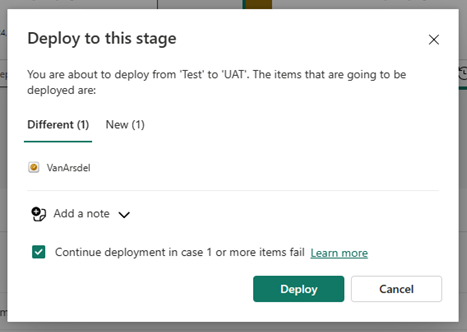 Deploy to this stage
You are about to deploy from 'Test' to 'UAT'. The items that are going to be
deployed are:
Different (1) New (1)
VanArsdel
Add a note
Continue deployment in case 1 or more items fail Learn more
Deploy Cancel